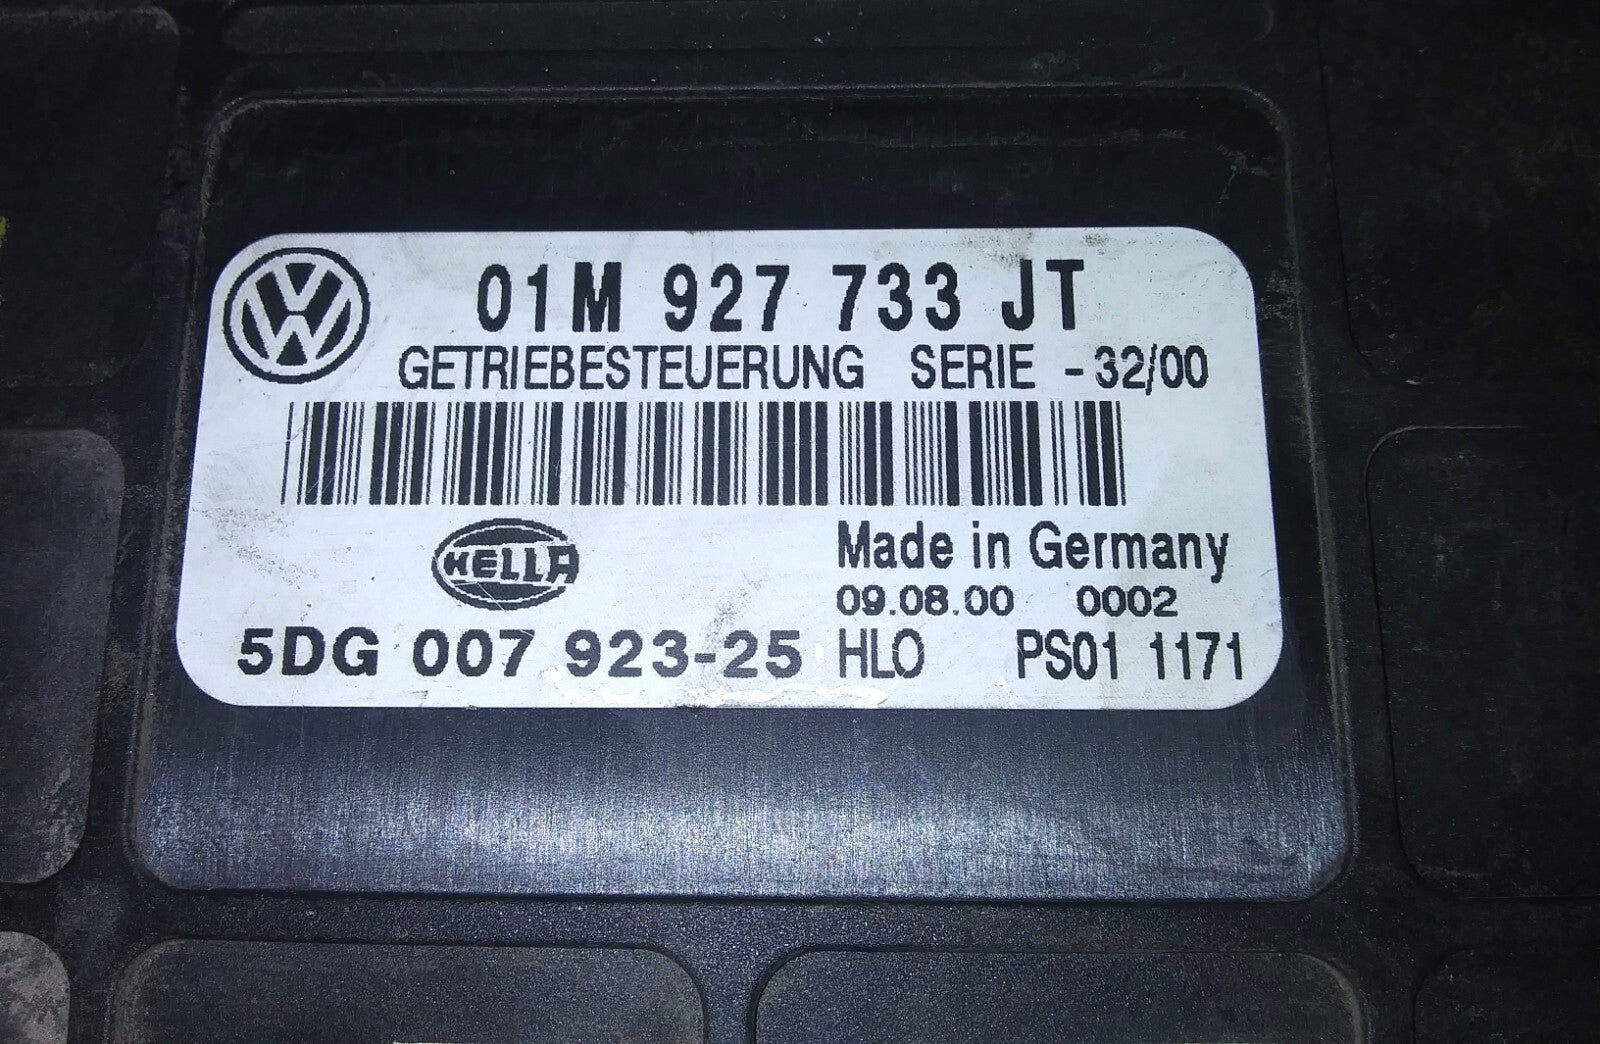 01M 927 733 JT
GETRIEBESTEUERUNG SERIE - 32/00
HELLA
Made in Germany
09.08.00 0002
5DG 007 923-25 HLO PS01 1171